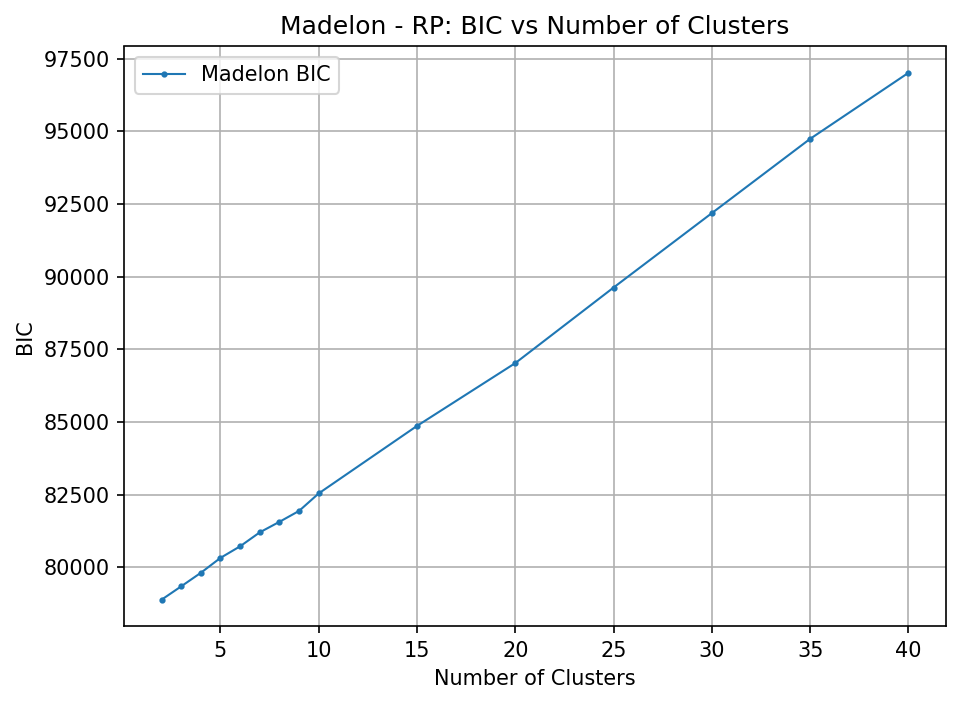 Madelon - RP: BIC vs Number of Clusters
Madelon BIC
97500
95000
92500
90000
87500
85000
82500
80000
BIC
5 10 15 20 25 30 35 40
Number of Clusters